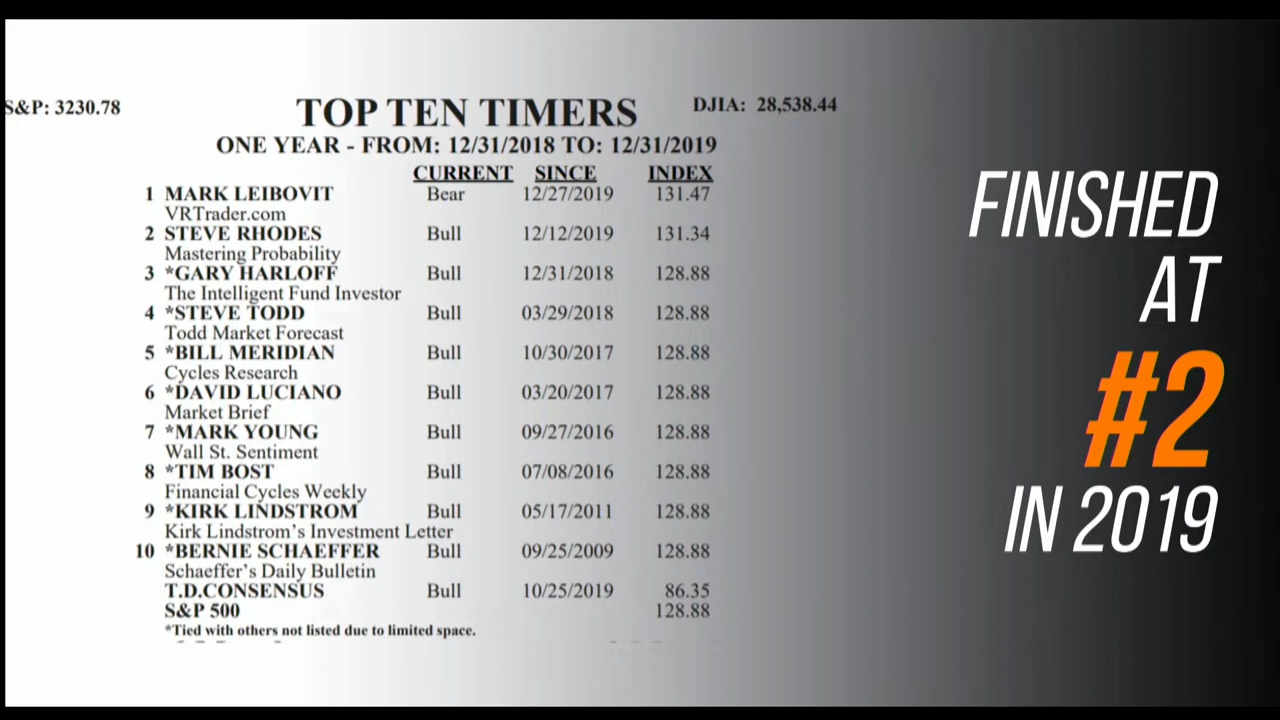 S&P: 3230.78
TOP TEN TIMERS
DJIA: 28,538.44
ONE YEAR - FROM: 12/31/2018 TO: 12/31/2019
CURRENT SINCE INDEX
1 MARK LEIBOVIT Bear 12/27/2019 131.47
VRTrader.com
2 STEVE RHODES Bull 12/12/2019 131.34
Mastering Probability
3 *GARY HARLOFF Bull 12/31/2018 128.88
The Intelligent Fund Investor
4 *STEVE TODD Bull 03/29/2018 128.88
Todd Market Forecast
5 *BILL MERIDIAN Bull 10/30/2017 128.88
Cycles Research
6 *DAVID LUCIANO Bull 03/20/2017 128.88
Market Brief
7 *MARK YOUNG Bull 09/27/2016 128.88
Wall St. Sentiment
8 *TIM BOST Bull 07/08/2016 128.88
Financial Cycles Weekly
9 *KIRK LINDSTROM Bull 05/17/2011 128.88
Kirk Lindstrom's Investment Letter
10 *BERNIE SCHAEFFER Bull 09/25/2009 128.88
Schaeffer's Daily Bulletin
T.D.CONSENSUS Bull 10/25/2019 86.35
S&P 500 128.88
*Tied with others not listed due to limited space.
FINISHED
AT
#2
IN 2019